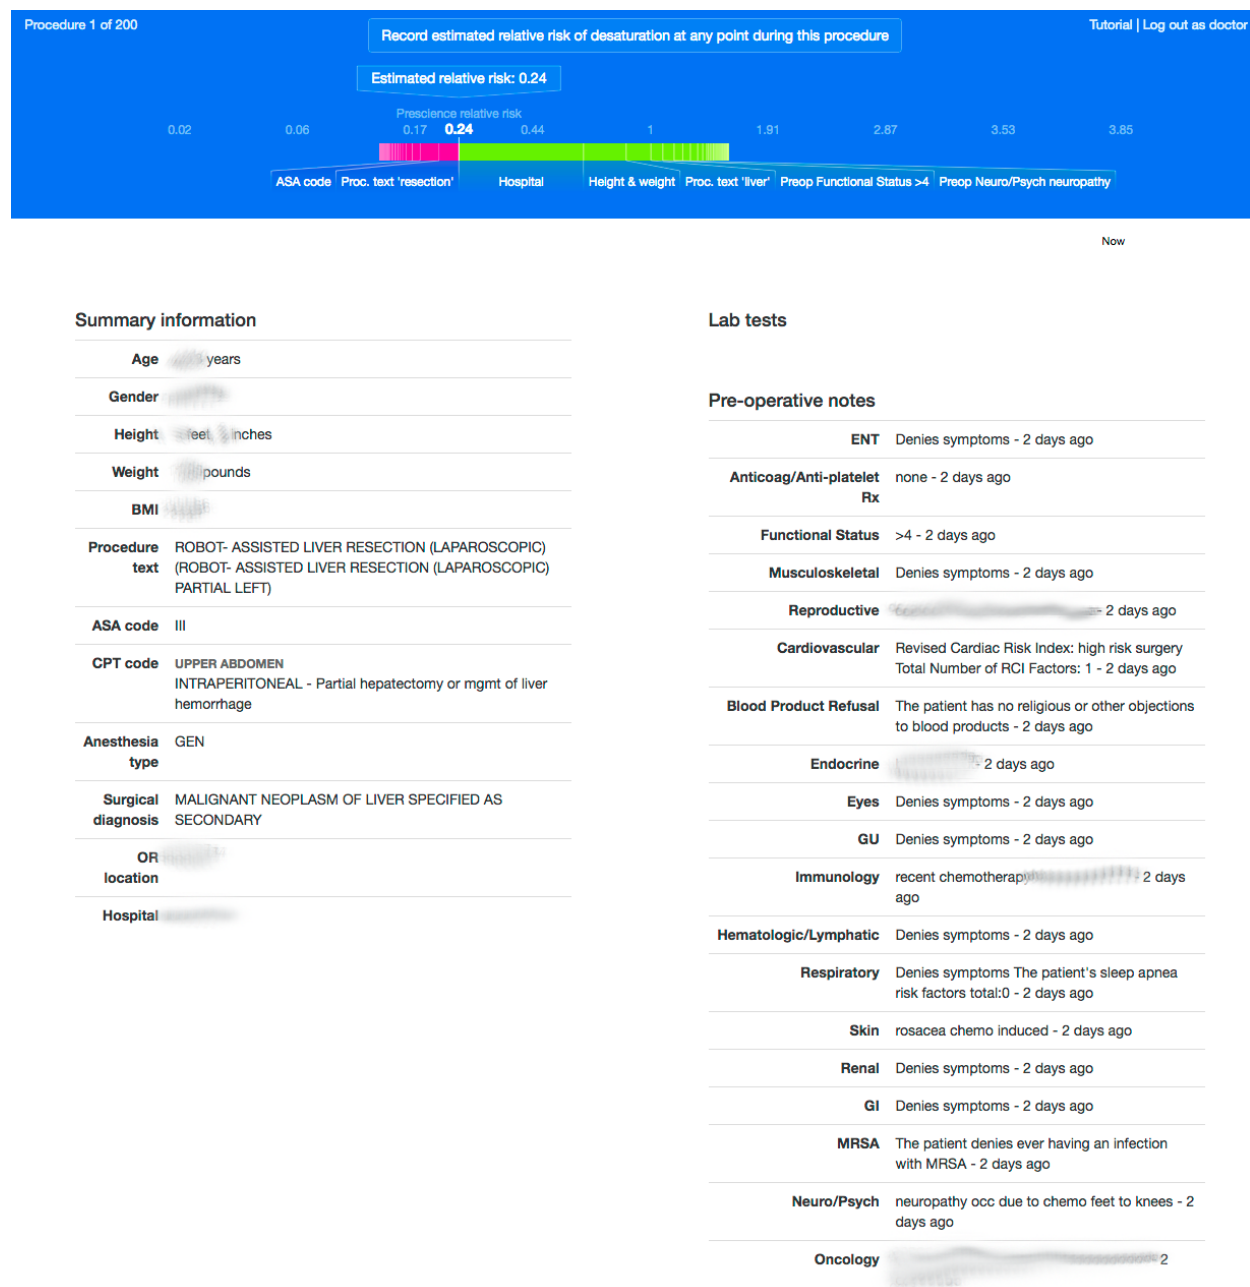 Procedure 1 of 200
Record estimated relative risk of desaturation at any point during this procedure
Tutorial | Log out as doctor
Estimated relative risk: 0.24
Prescience relative risk
0.02 0.06 0.17 0.24 0.44 1 1.91 2.87 3.53 3.85
ASA code Proc. text 'resection' Hospital Height & weight Proc. text 'liver' Preop Functional Status >4 Preop Neuro/Psych neuropathy
Now
Summary information
Age years
Gender
Height feet, inches
Weight pounds
BMI
Procedure text ROBOT- ASSISTED LIVER RESECTION (LAPAROSCOPIC)
(ROBOT- ASSISTED LIVER RESECTION (LAPAROSCOPIC)
PARTIAL LEFT)
ASA code III
CPT code UPPER ABDOMEN
INTRAPERITONEAL - Partial hepatectomy or mgmt of liver
hemorrhage
Anesthesia type GEN
Surgical diagnosis MALIGNANT NEOPLASM OF LIVER SPECIFIED AS
SECONDARY
OR location
Hospital
Lab tests
Pre-operative notes
ENT Denies symptoms - 2 days ago
Anticoag/Anti-platelet Rx none - 2 days ago
Functional Status >4 - 2 days ago
Musculoskeletal Denies symptoms - 2 days ago
Reproductive - 2 days ago
Cardiovascular Revised Cardiac Risk Index: high risk surgery
Total Number of RCI Factors: 1 - 2 days ago
Blood Product Refusal The patient has no religious or other objections
to blood products - 2 days ago
Endocrine - 2 days ago
Eyes Denies symptoms - 2 days ago
GU Denies symptoms - 2 days ago
Immunology recent chemotherapy - 2 days
ago
Hematologic/Lymphatic Denies symptoms - 2 days ago
Respiratory Denies symptoms The patient's sleep apnea
risk factors total:0 - 2 days ago
Skin rosacea chemo induced - 2 days ago
Renal Denies symptoms - 2 days ago
GI Denies symptoms - 2 days ago
MRSA The patient denies ever having an infection
with MRSA - 2 days ago
Neuro/Psych neuropathy occ due to chemo feet to knees - 2
days ago
Oncology 2